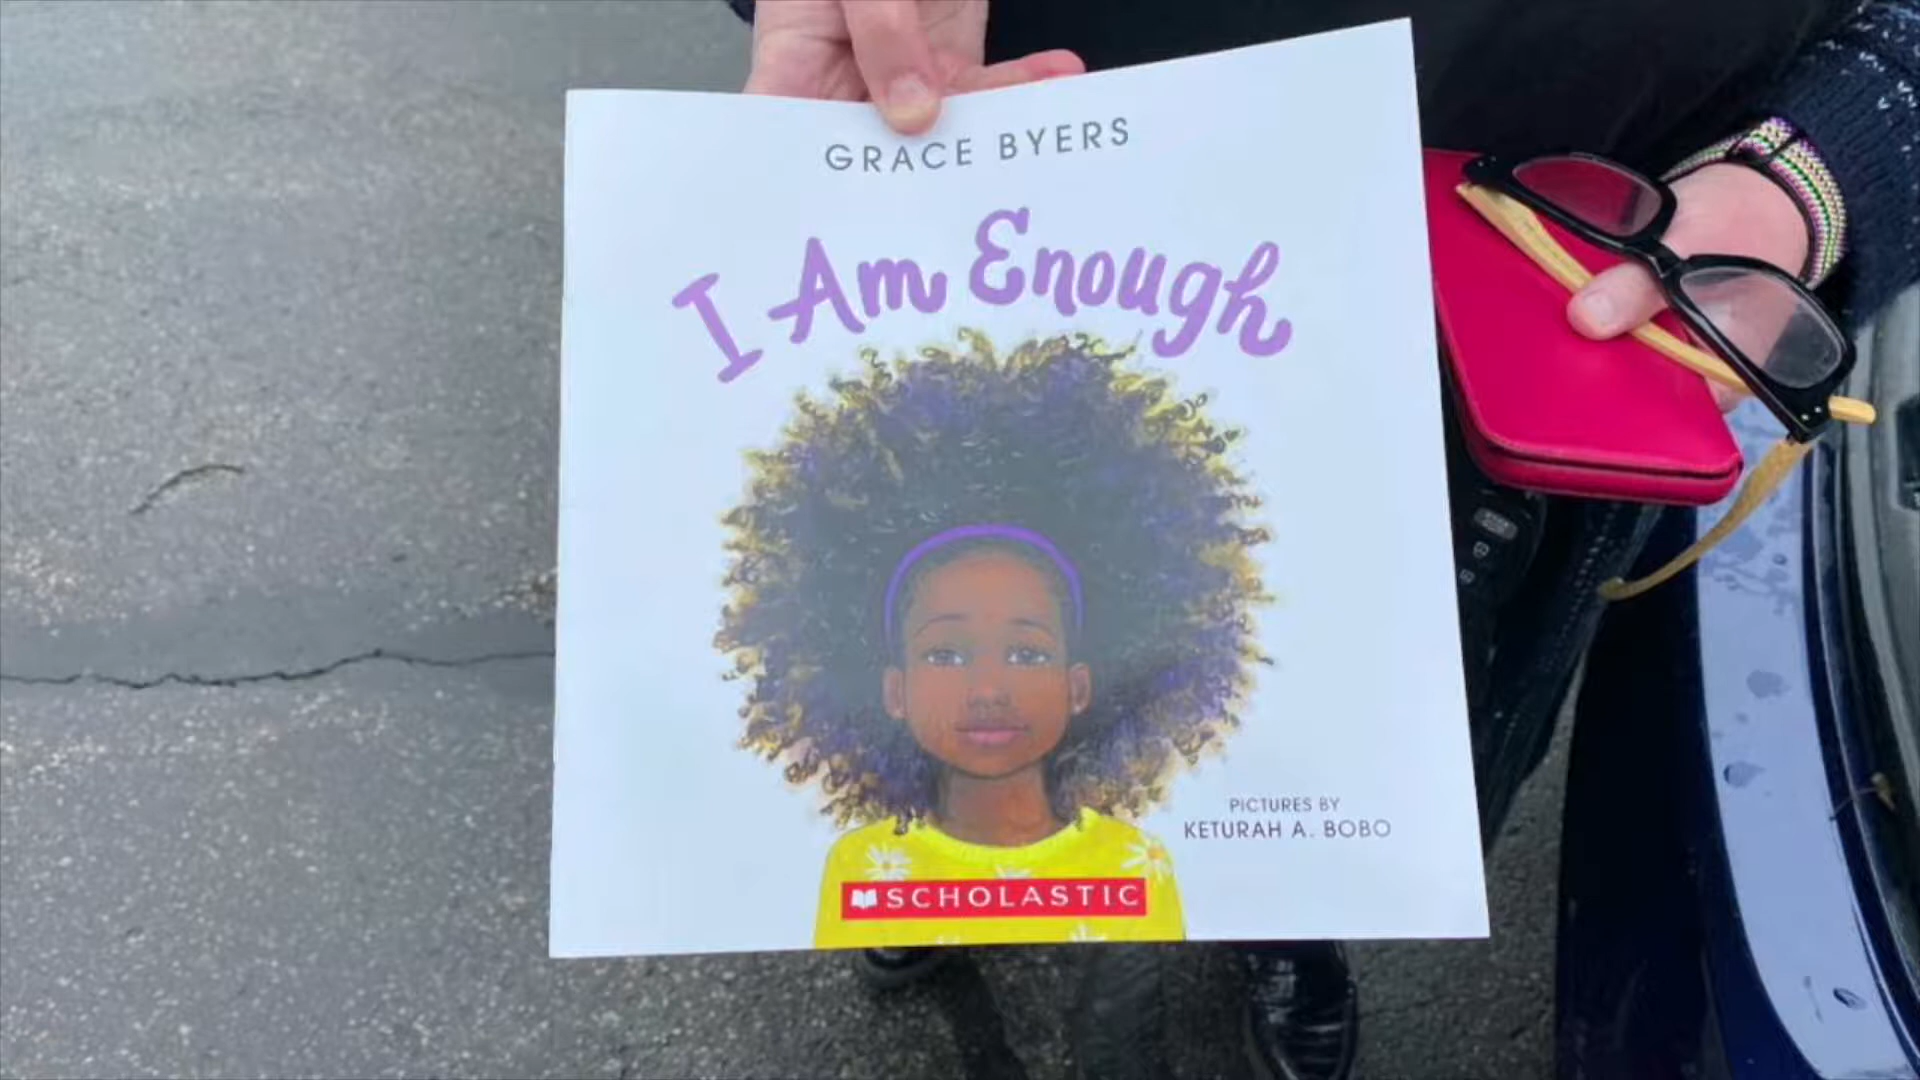 GRACE BYERS
I Am Enough
PICTURES BY
KETURAH A. BOBO
SCHOLASTIC